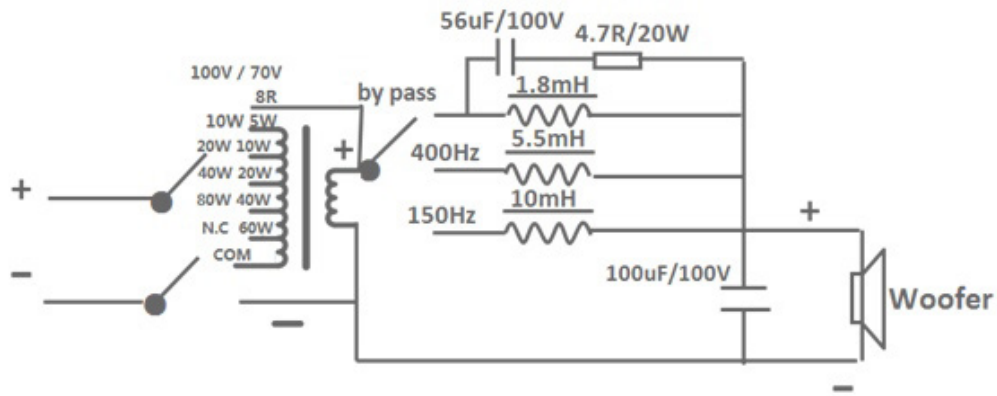 56uF/100V
4.7R/20W
100V / 70V
8R
by pass
1.8mH
10W 5W
20W 10W
+
400Hz
5.5mH
40W 20W
+
80W 40W
150Hz
10mH
+
N.C 60W
COM
−
100uF/100V
Woofer
−
−